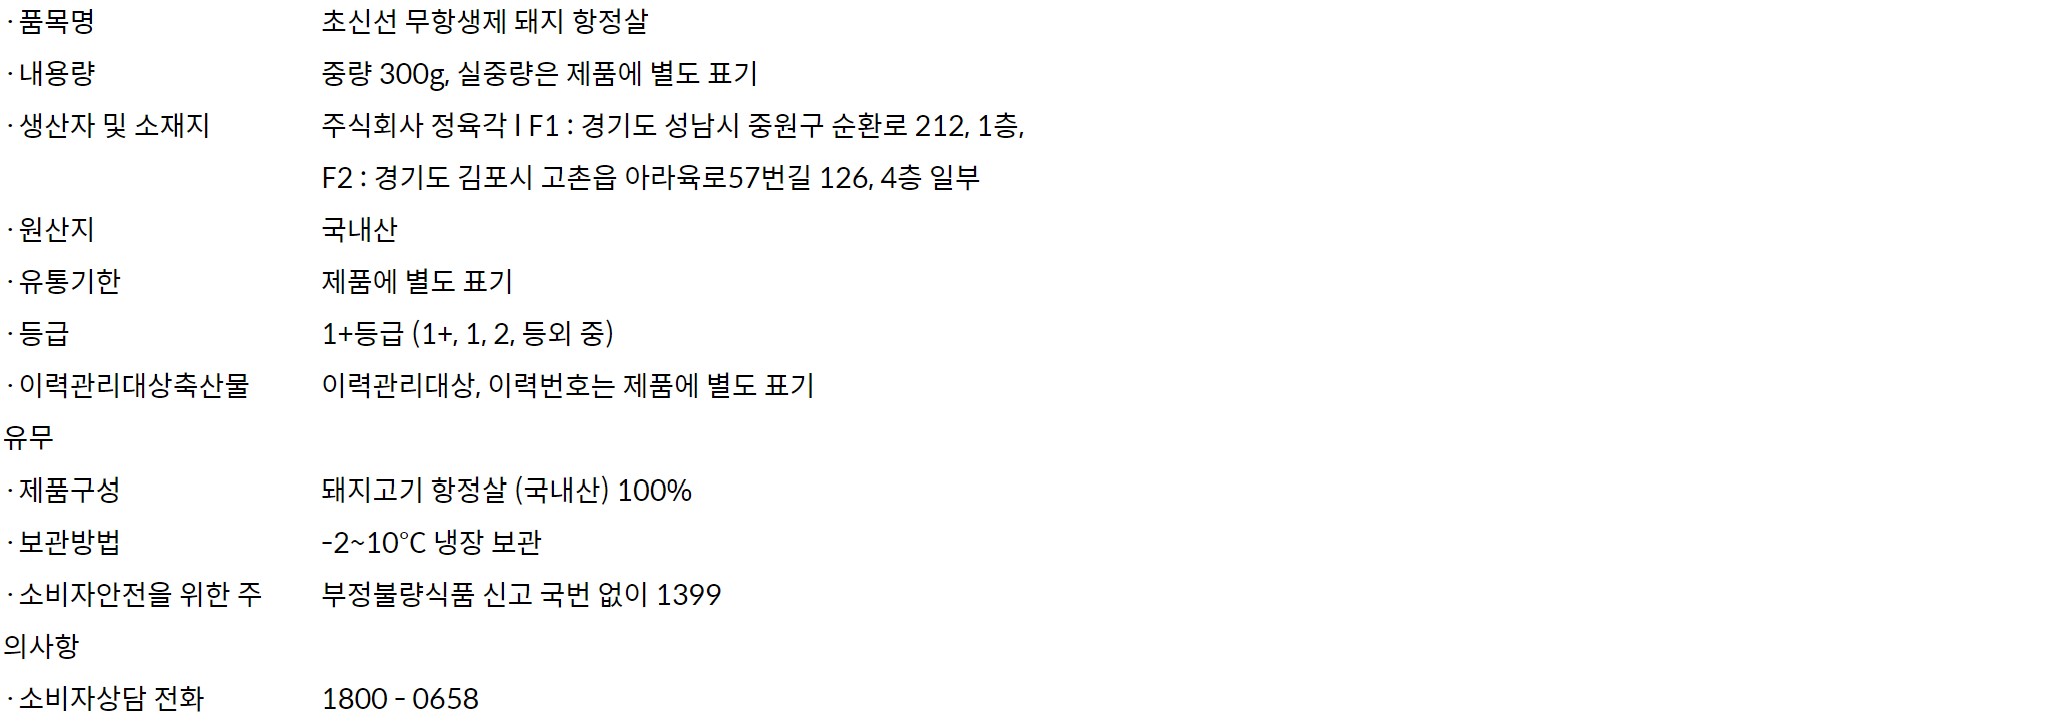 · 품목명 초신선 무항생제 돼지 항정살
· 내용량 중량 300g, 실중량은 제품에 별도 표기
· 생산자 및 소재지 주식회사 정육각 I F1 : 경기도 성남시 중원구 순환로 212, 1층,
F2 : 경기도 김포시 고촌읍 아라육로57번길 126, 4층 일부
· 원산지 국내산
· 유통기한 제품에 별도 표기
· 등급 1+등급 (1+, 1, 2, 등외 중)
· 이력관리대상축산물 이력관리대상, 이력번호는 제품에 별도 표기
유무
· 제품구성 돼지고기 항정살 (국내산) 100%
· 보관방법 -2~10°C 냉장 보관
· 소비자안전을 위한 주 부정불량식품 신고 국번 없이 1399
의사항
· 소비자상담 전화 1800 - 0658